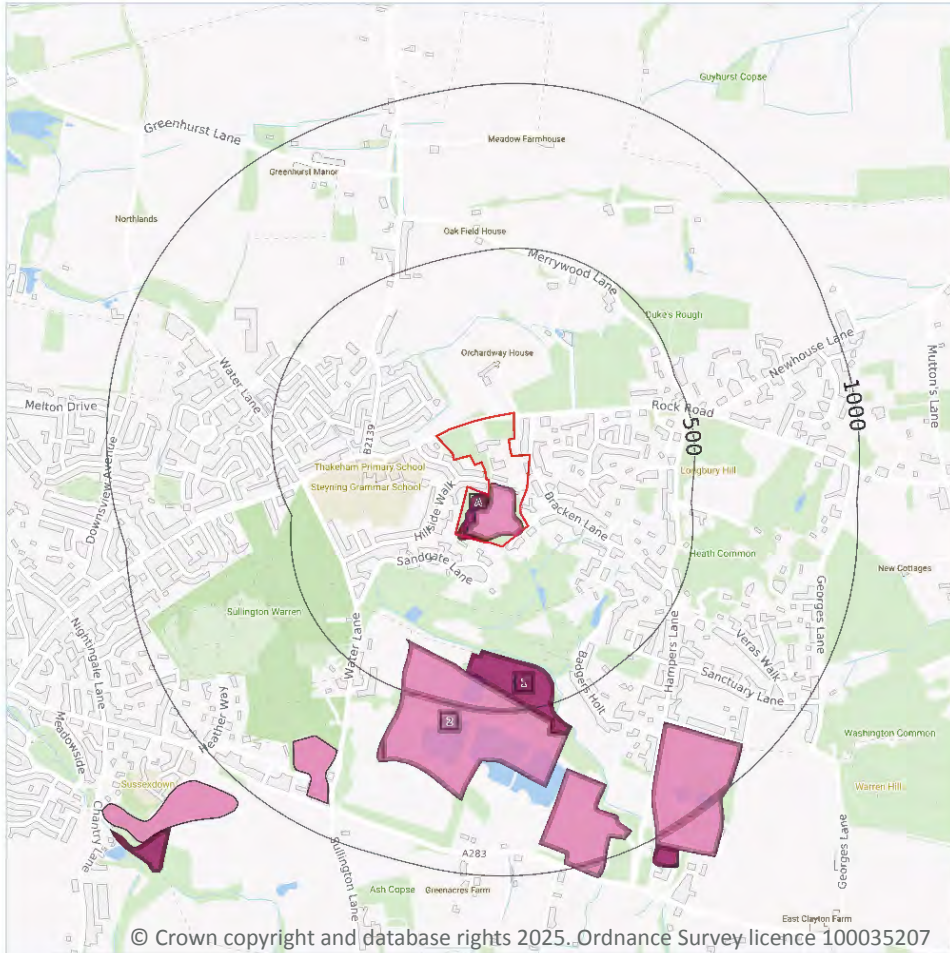 Guyhurst Copse
Greenhurst Lane
Meadow Farmhouse
Greenhurst Manor
Northlands
Oak Field House
Merrywood Lane
Duke's Rough
Newhouse Lane
Mutton's Lane
Orchardway House
Water Lane
B2139
Melton Drive
Rock Road
1000
500
Downsview Avenue
Thakeham Primary School
Steyning Grammar School
Longbury Hill
Hillside Walk
A
Bracken Lane
Sandgate Lane
Heath Common
New Cottages
Georges Lane
Sullington Warren
Nightingale Lane
Water Lane
Hampers Lane
Veras Walk
Badgers Holt
Sanctuary Lane
1
2
Heather Way
Meadowside
Washington Common
Sussexdown
Warren Hill
Chantry Lane
Sullington Lane
A283
Georges Lane
Ash Copse
Greenacres Farm
East Clayton Farm
© Crown copyright and database rights 2025. Ordnance Survey licence 100035207